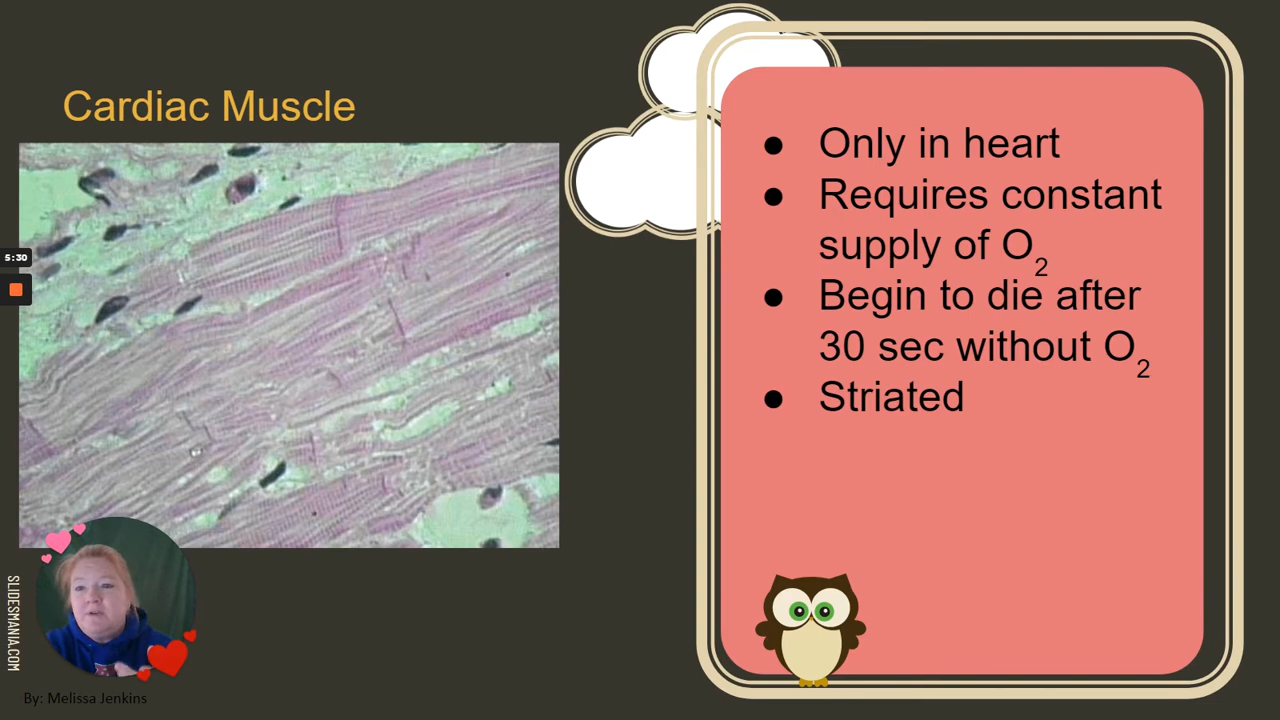 Cardiac Muscle
● Only in heart
● Requires constant
supply of O₂
● Begin to die after
30 sec without O₂
● Striated
5:30
SLIDESMANIA.COM
By: Melissa Jenkins